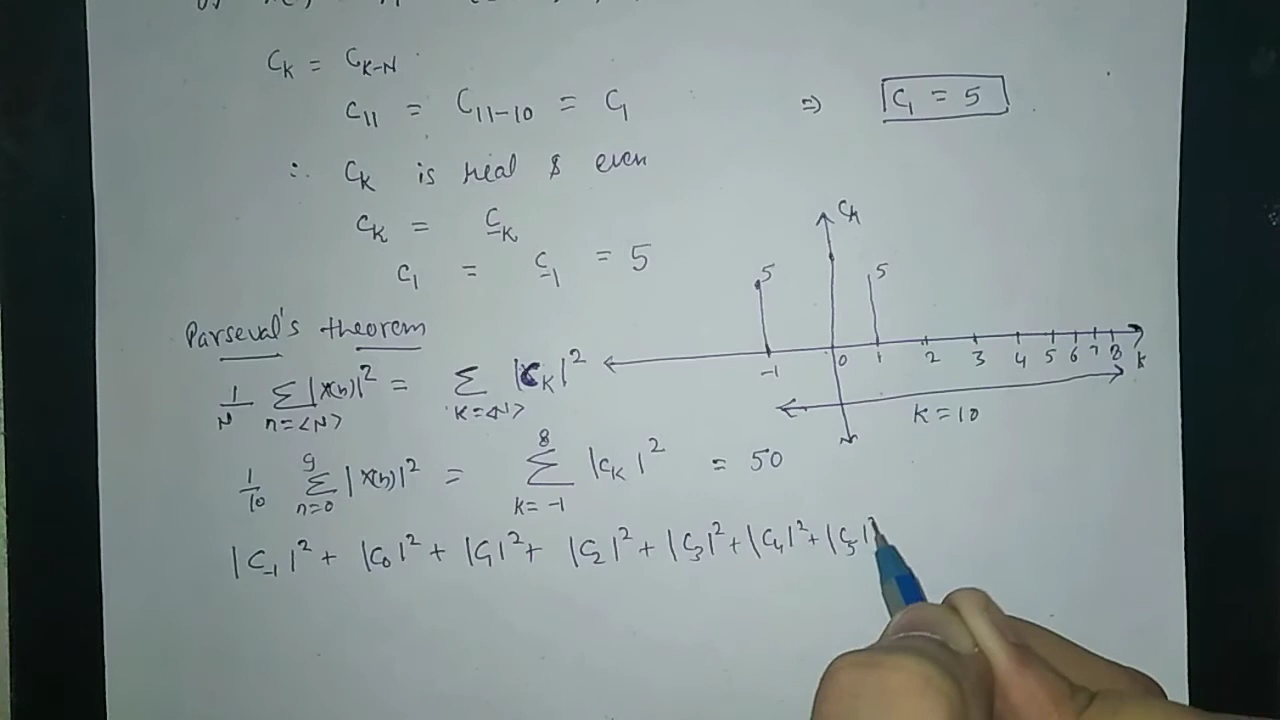 C_K = C_{K-N}
C_{11} = C_{11-10} = C_1 ⇒ C_1 = 5
∴ C_K is real & even
C_K = C_{-K}
C_1 = C_{-1} = 5
C_K
5 5
-1 0 1 2 3 4 5 6 7 8 K
K = 10
Parseval's theorem
1/N Σ_{n=<N>} |x(n)|^2 = Σ_{K=<N>} |C_K|^2
1/10 Σ_{n=0}^{9} |x(n)|^2 = Σ_{k=-1}^{8} |C_K|^2 = 50
|C_{-1}|^2 + |C_0|^2 + |C_1|^2 + |C_2|^2 + |C_3|^2 + |C_4|^2 + |C_5|^2